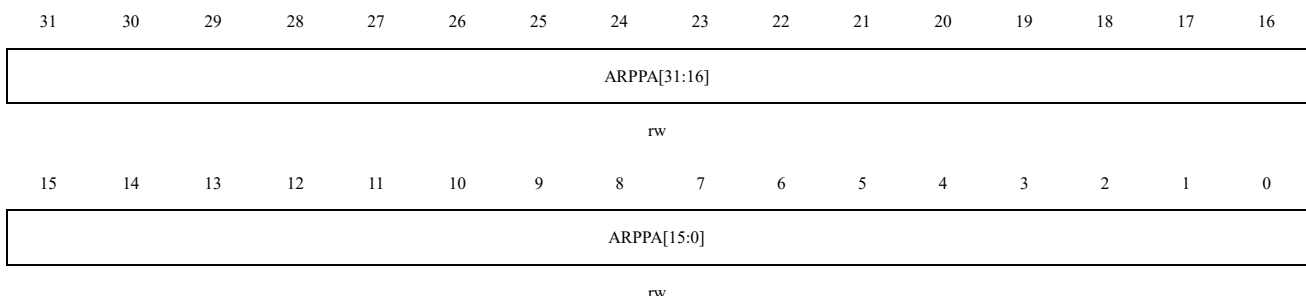 31 30 29 28 27 26 25 24 23 22 21 20 19 18 17 16
ARPPA[31:16]
rw
15 14 13 12 11 10 9 8 7 6 5 4 3 2 1 0
ARPPA[15:0]
rw